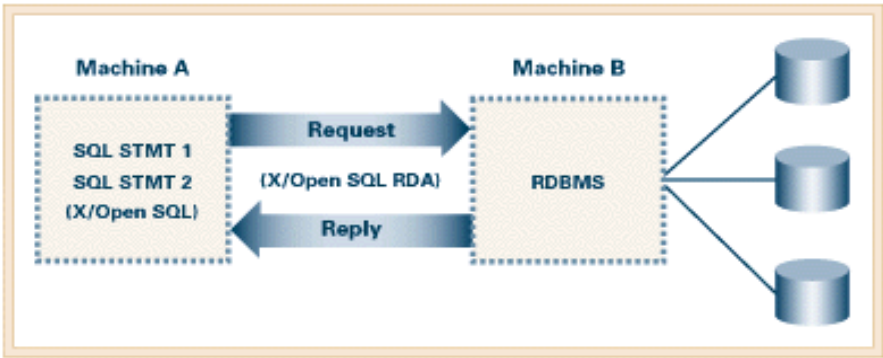 Machine A
Machine B
SQL STMT 1
SQL STMT 2
(X/Open SQL)
Request
(X/Open SQL RDA)
Reply
RDBMS